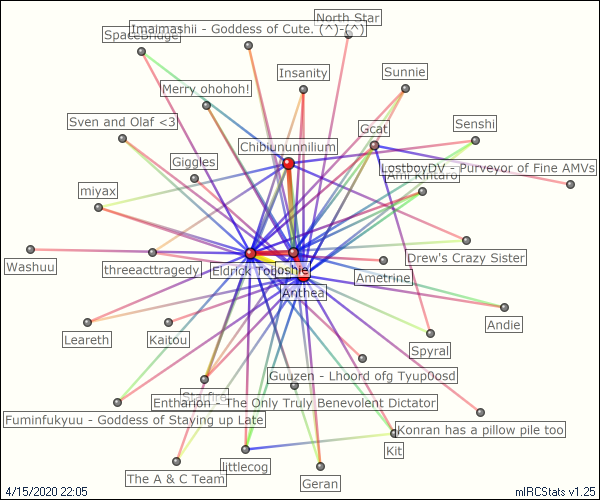 North Star
Imaimashii - Goddess of Cute. (^)-(^)
SpaceBridge
Insanity
Sunnie
Merry ohohoh!
Sven and Olaf <3
Gcat
Senshi
Chibiununnilium
Giggles
LostboyDV - Purveyor of Fine AMVs
Ami Kintaro
miyax
Washuu
threeacttragedy
Eldrick Tobo
shie
Drew's Crazy Sister
Ametrine
Anthea
Andie
Leareth
Kaitou
Spyral
Guuzen - Lhoord ofg Tyup0osd
Starfire
Entharion - The Only Truly Benevolent Dictator
Fuminfukyuu - Goddess of Staying up Late
Konran has a pillow pile too
Kit
littlecog
The A & C Team
Geran
4/15/2020 22:05
mIRCStats v1.25